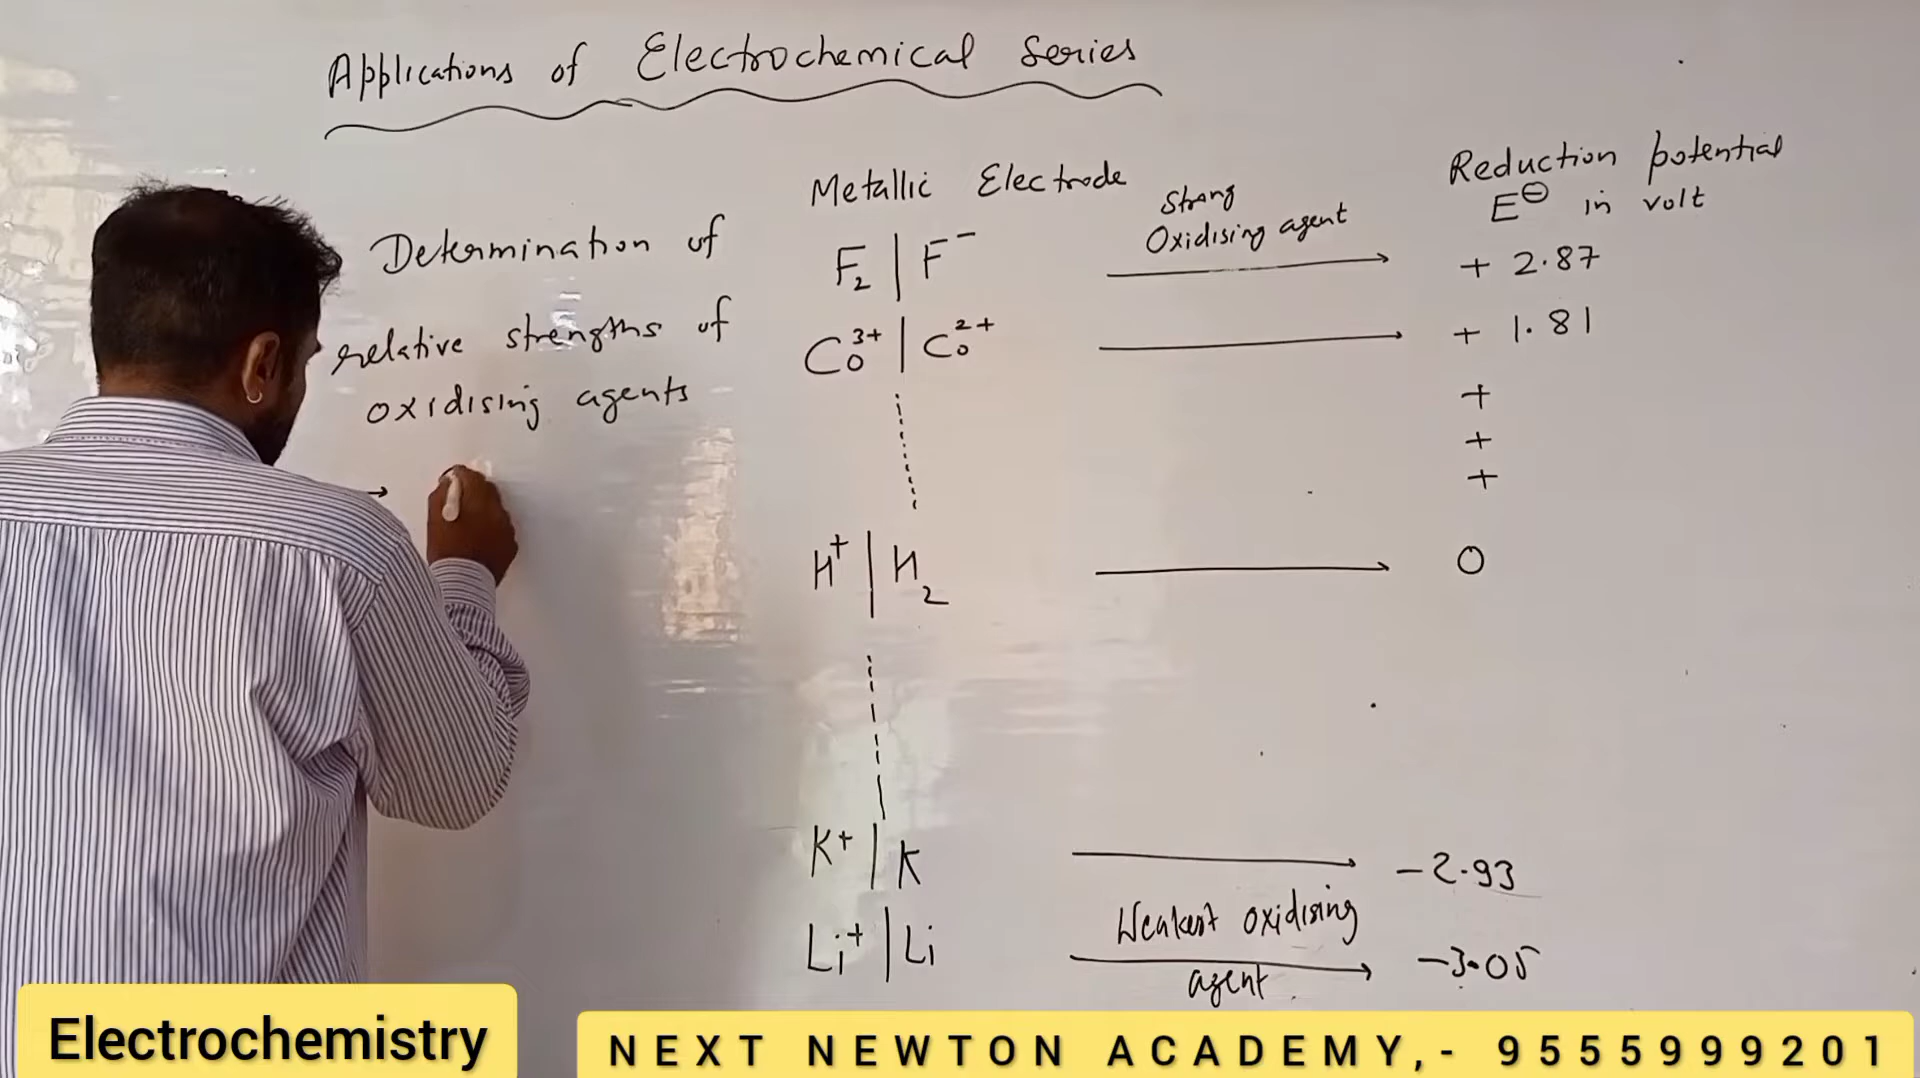 Applications of Electrochemical Series
Determination of
relative strengths of
oxidising agents
→
Metallic Electrode
Strong
Oxidising agent
Reduction potential
E⊖ in volt
F₂ | F⁻ → + 2.87
Co³⁺ | Co²⁺ → + 1.81
+
+
+
H⁺ | H₂ → 0
K⁺ | K → -2.93
Weakest oxidising
Li⁺ | Li → -3.05
agent
Electrochemistry
NEXT NEWTON ACADEMY,- 9555999201